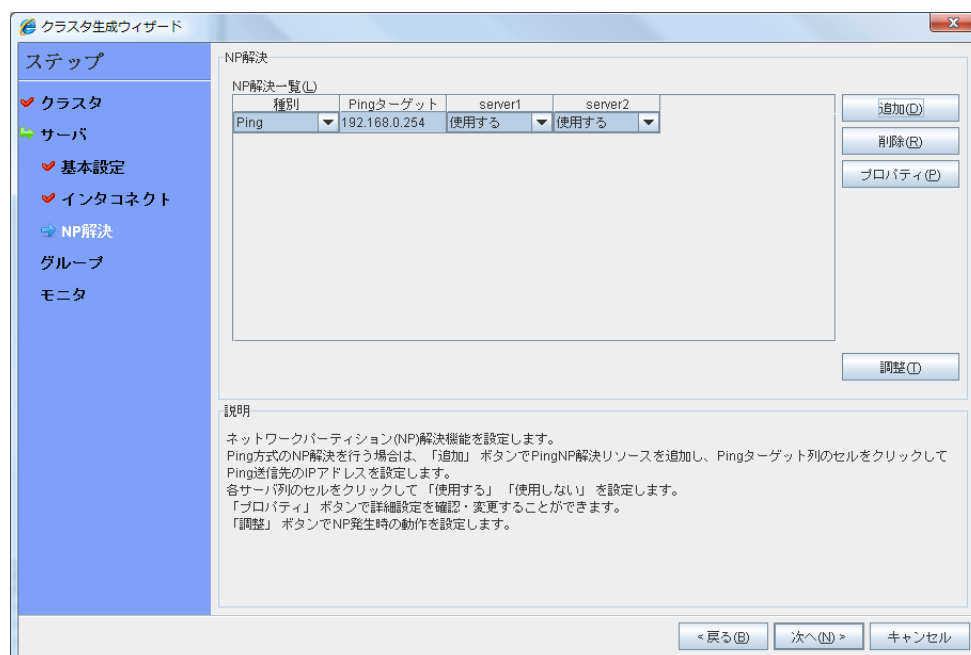 クラスタ生成ウィザード
ステップ
クラスタ
サーバ
基本設定
インタコネクト
NP解決
グループ
モニタ
NP解決
NP解決一覧(L)
種別 Pingターゲット server1 server2
Ping 192.168.0.254 使用する 使用する
追加(D)
削除(R)
プロパティ(P)
調整(T)
説明
ネットワークパーティション(NP)解決機能を設定します。
Ping方式のNP解決を行う場合は、「追加」 ボタンでPingNP解決リソースを追加し、Pingターゲット列のセルをクリックして
Ping送信先のIPアドレスを設定します。
各サーバ列のセルをクリックして 「使用する」 「使用しない」 を設定します。
「プロパティ」 ボタンで詳細設定を確認・変更することができます。
「調整」 ボタンでNP発生時の動作を設定します。
<戻る(B) 次へ(N)> キャンセル